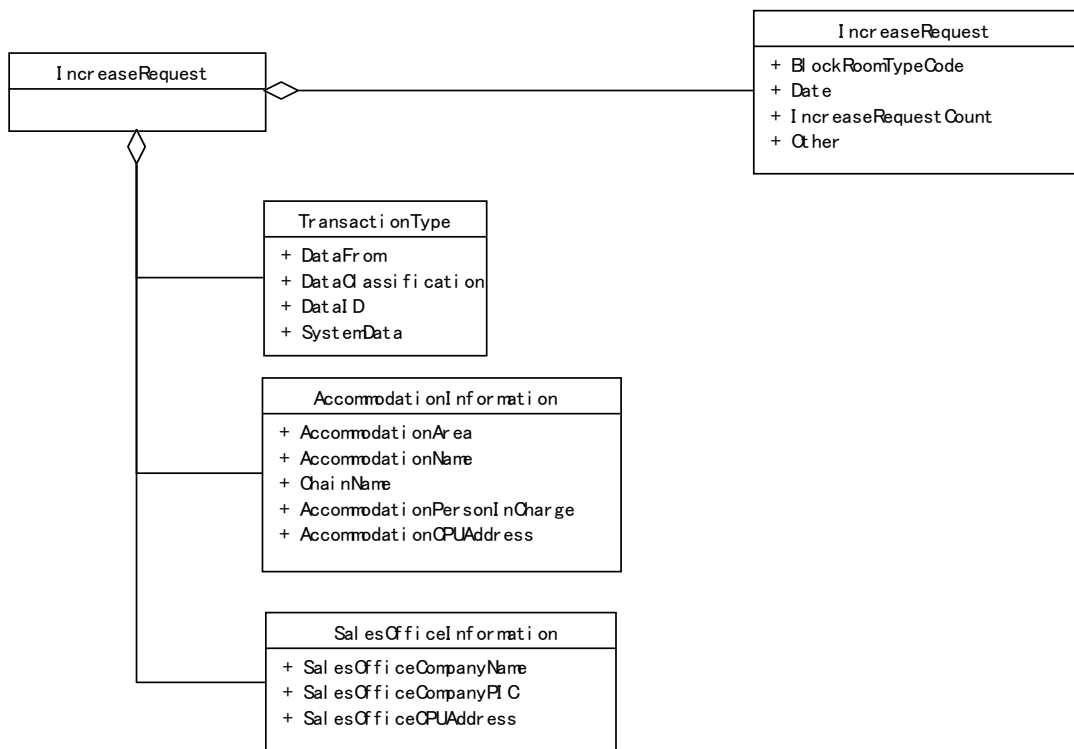 IncreaseRequest
IncreaseRequest
+ BlockRoomTypeCode
+ Date
+ IncreaseRequestCount
+ Other
TransactionType
+ DataFrom
+ DataClassification
+ DataID
+ SystemData
AccommodationInformation
+ AccommodationArea
+ AccommodationName
+ ChainName
+ AccommodationPersonInCharge
+ AccommodationCPUAddress
SalesOfficeInformation
+ SalesOfficeCompanyName
+ SalesOfficeCompanyPIC
+ SalesOfficeCPUAddress